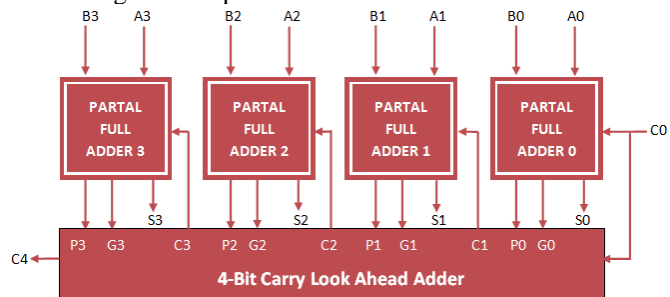 B3 A3 B2 A2 B1 A1 B0 A0
PARTAL PARTAL PARTAL PARTAL
FULL FULL FULL FULL
ADDER 3 ADDER 2 ADDER 1 ADDER 0
C0
S3 S2 S1 S0
P3 G3 C3 P2 G2 C2 P1 G1 C1 P0 G0
C4
4-Bit Carry Look Ahead Adder